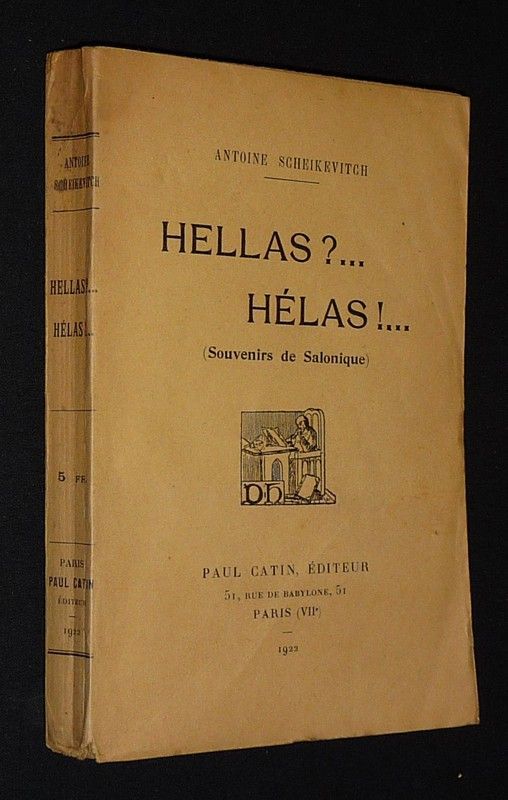 ANTOINE
SCHEIKEVITCH
HELLAS!...
HÉLAS!...
5 FR
PARIS
PAUL CATIN
ÉDITEUR
1922
ANTOINE SCHEIKEVITCH
HELLAS ?...
HÉLAS !...
(Souvenirs de Salonique)
PH
PAUL CATIN, ÉDITEUR
51, RUE DE BABYLONE, 51
PARIS (VIIe)
1922